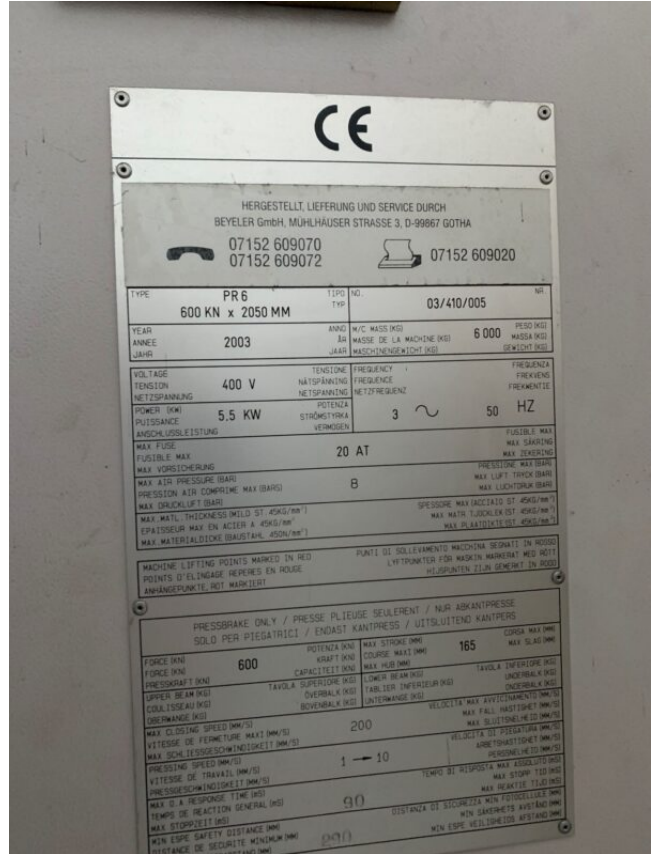 CE
HERGESTELLT, LIEFERUNG UND SERVICE DURCH
BEYELER GmbH, MÜHLHÄUSER STRASSE 3, D-99867 GOTHA
07152 609070
07152 609072
07152 609020
TYPE PR6 TIPO
600 KN x 2050 MM TYP
NO. 03/410/005 NR
YEAR ANNO
ANNEE 2003 ÅR
JAHR JAAR
M/C MASS (KG) PESO (KG)
MASSE DE LA MACHINE (KG) 6 000 MASSA (KG)
MASCHINENGEWICHT (KG) GEWICHT (KG)
VOLTAGE TENSIONE
TENSION 400 V NÄTSPÄNNING
NETZSPANNUNG NETSPANNING
FREQUENCY FREQUENZA
FREQUENCE FREKVENS
NETZFREQUENZ FREKWENTIE
POWER (KW) POTENZA
PUISSANCE 5.5 KW STRÖMSTYRKA
ANSCHLUSSLEISTUNG VERMOGEN
3 ~ 50 HZ
MAX FUSE FUSIBLE MAX
FUSIBLE MAX 20 AT MAX SÄKRING
MAX VORSICHERUNG MAX ZEKERING
MAX AIR PRESSURE (BAR) PRESSIONE MAX (BAR)
PRESSION AIR COMPRIME MAX (BARS) 8 MAX LUFT TRYCK (BAR)
MAX DRUCKLUFT (BAR) MAX LUCHTDRUK (BAR)
MAX.MATL.THICKNESS (MILD ST.45KG/mm²) SPESSORE MAX (ACCIAIO ST.45KG/mm²)
EPAISSEUR MAX EN ACIER A 45KG/mm² MAX MATR TJOCKLEK (ST.45KG/mm²)
MAX.MATERIALDICKE (BAUSTAHL 450N/mm²) MAX PLAATDIKTE (ST.45KG/mm²)
MACHINE LIFTING POINTS MARKED IN RED PUNTI DI SOLLEVAMENTO MACCHINA SEGNATI IN ROSSO
POINTS D'ELINGAGE REPERES EN ROUGE LYFTPUNKTER FÖR MASKIN MARKERAT MED RÖTT
ANHÄNGEPUNKTE, ROT MARKIERT HIJSPUNTEN ZIJN GEMERKT IN ROOD
PRESSBRAKE ONLY / PRESSE PLIEUSE SEULERENT / NUR ABKANTPRESSE
SOLO PER PIEGATRICI / ENDAST KANTPRESS / UITSLUITEND KANTPERS
FORCE (KN) POTENZA (KN)
FORCE (KN) 600 KRAFT (KN)
PRESSKRAFT (KN) CAPACITEIT (KN)
MAX STROKE (MM) CORSA MAX (MM)
COURSE MAXI (MM) 165 MAX SLAG (MM)
MAX HUB (MM)
UPPER BEAM (KG) TAVOLA SUPERIORE (KG)
COULISSEAU (KG) ÖVERBALK (KG)
OBERWANGE (KG) BOVENBALK (KG)
LOWER BEAM (KG) TAVOLA INFERIORE (KG)
TABLIER INFERIEUR (KG) UNDERBALK (KG)
UNTERWANGE (KG) ONDERBALK (KG)
MAX CLOSING SPEED (MM/S) VELOCITA' MAX AVVICINAMENTO (MM/S)
VITESSE DE FERMETURE MAXI (MM/S) 200 MAX FALL HASTIGHET (MM/S)
MAX SCHLIESSGESCHWINDIGKEIT (MM/S) MAX SLUITSNELHEID (MM/S)
PRESSING SPEED (MM/S) VELOCITA DI PIEGATURA (MM/S)
VITESSE DE TRAVAIL (MM/S) 1 → 10 ARBETSHASTIGHET (MM/S)
PRESSGESCHWINDIGKEIT (MM/S) PERSSNELHEID (MM/S)
MAX O.A RESPONSE TIME (mS) TEMPO DI RISPOSTA MAX ASSOLUTO (mS)
TEMPS DE REACTION GENERAL (mS) 90 MAX STOPP TID (mS)
MAX STOPPZEIT (mS) MAX REAKTIE TIJD (mS)
MIN ESPE SAFETY DISTANCE (MM) DISTANZA DI SICUREZZA MIN FOTOCELLULE (MM)
DISTANCE DE SECURITE MINIMUM (MM) 290 MIN SÄKERHETS AVSTÅND (MM)
MIN ESPE VEILIGHEIDS AFSTAND (MM)